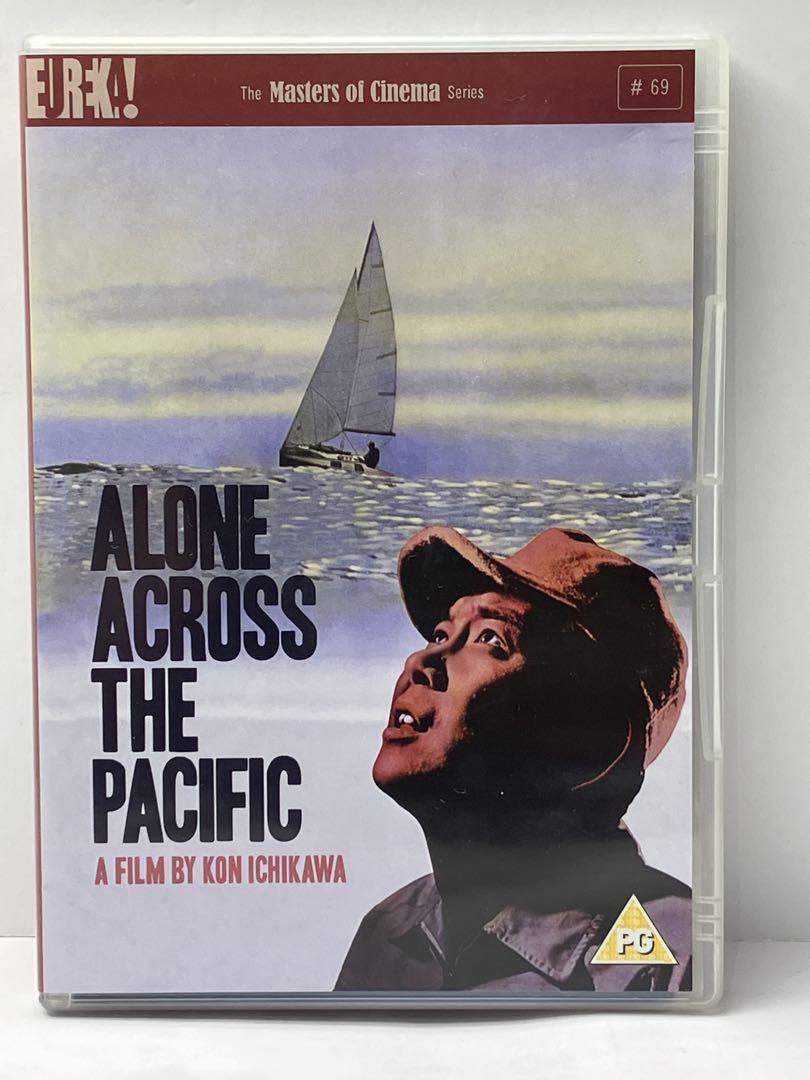 EUREKA!
The Masters of Cinema Series
# 69
ALONE
ACROSS
THE
PACIFIC
A FILM BY KON ICHIKAWA
PG